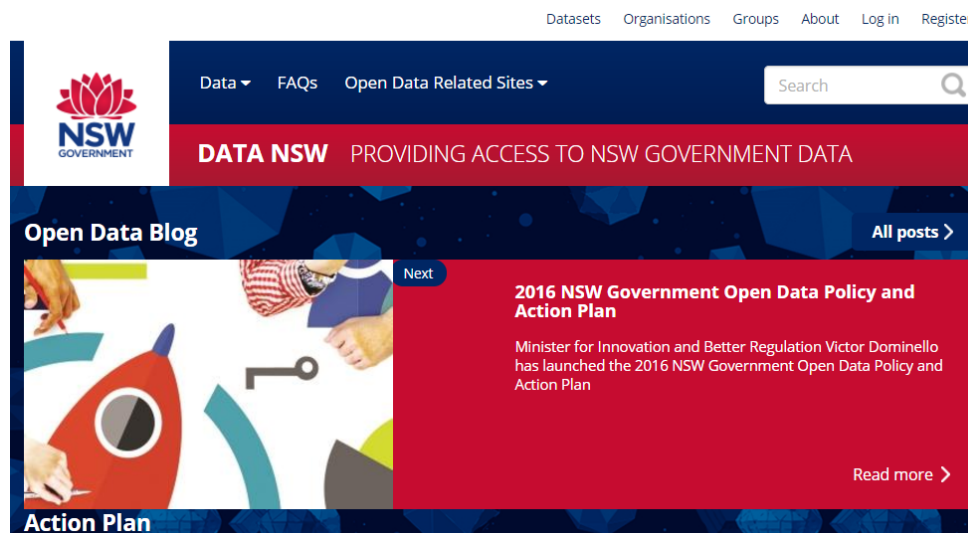 Datasets Organisations Groups About Log in Register
Data FAQs Open Data Related Sites
Search
NSW
GOVERNMENT
DATA NSW PROVIDING ACCESS TO NSW GOVERNMENT DATA
Open Data Blog
All posts
Next
2016 NSW Government Open Data Policy and
Action Plan
Minister for Innovation and Better Regulation Victor Dominello
has launched the 2016 NSW Government Open Data Policy and
Action Plan
Read more
Action Plan